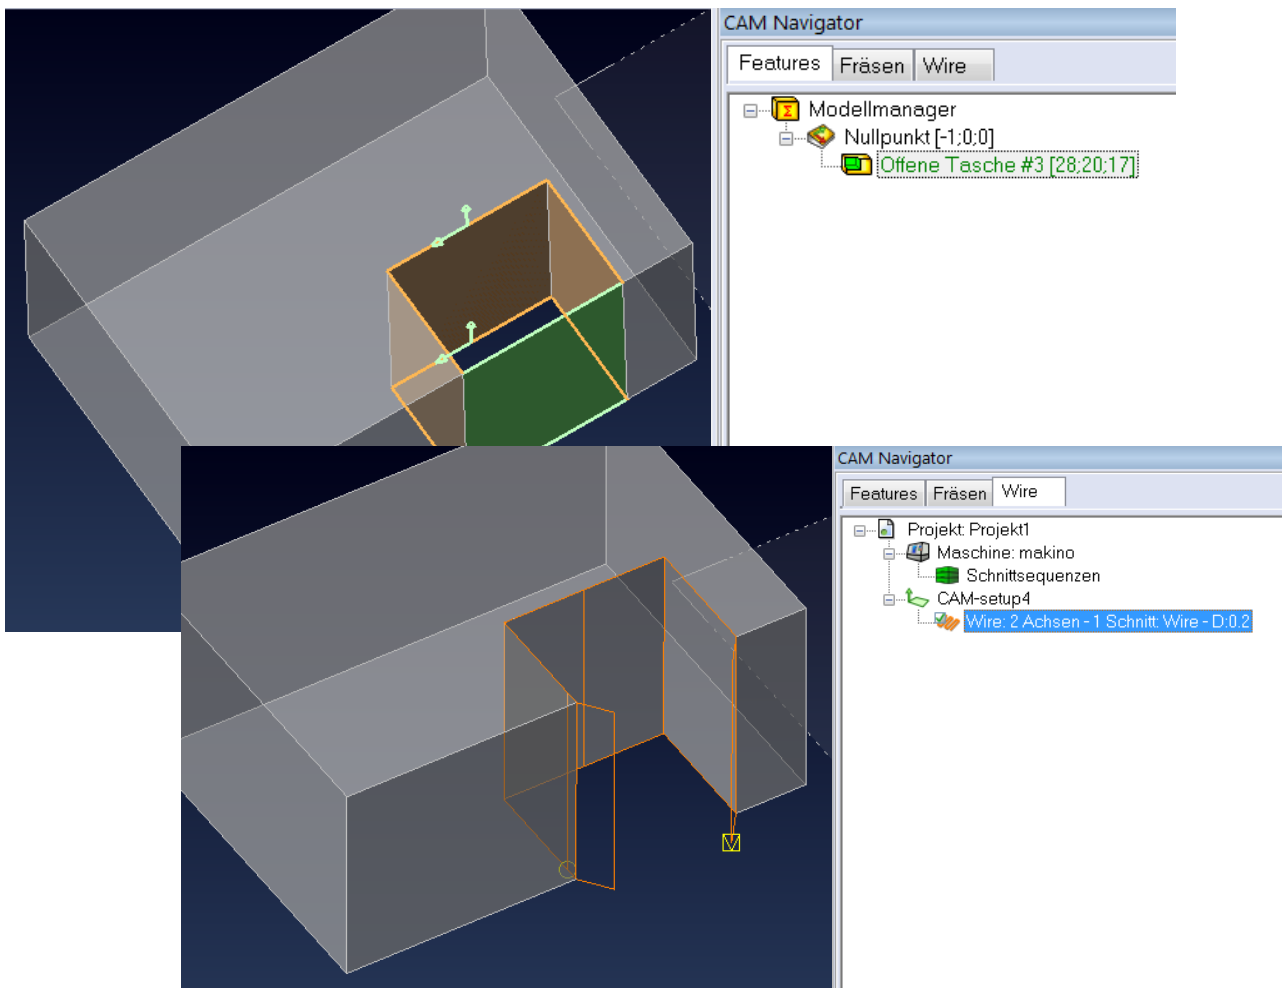 CAM Navigator
Features Fräsen Wire
Modellmanager
Nullpunkt [-1;0;0]
Offene Tasche #3 [28;20;17]
CAM Navigator
Features Fräsen Wire
Projekt: Projekt1
Maschine: makino
Schnittsequenzen
CAM-setup4
Wire: 2 Achsen - 1 Schnitt: Wire - D:0.2